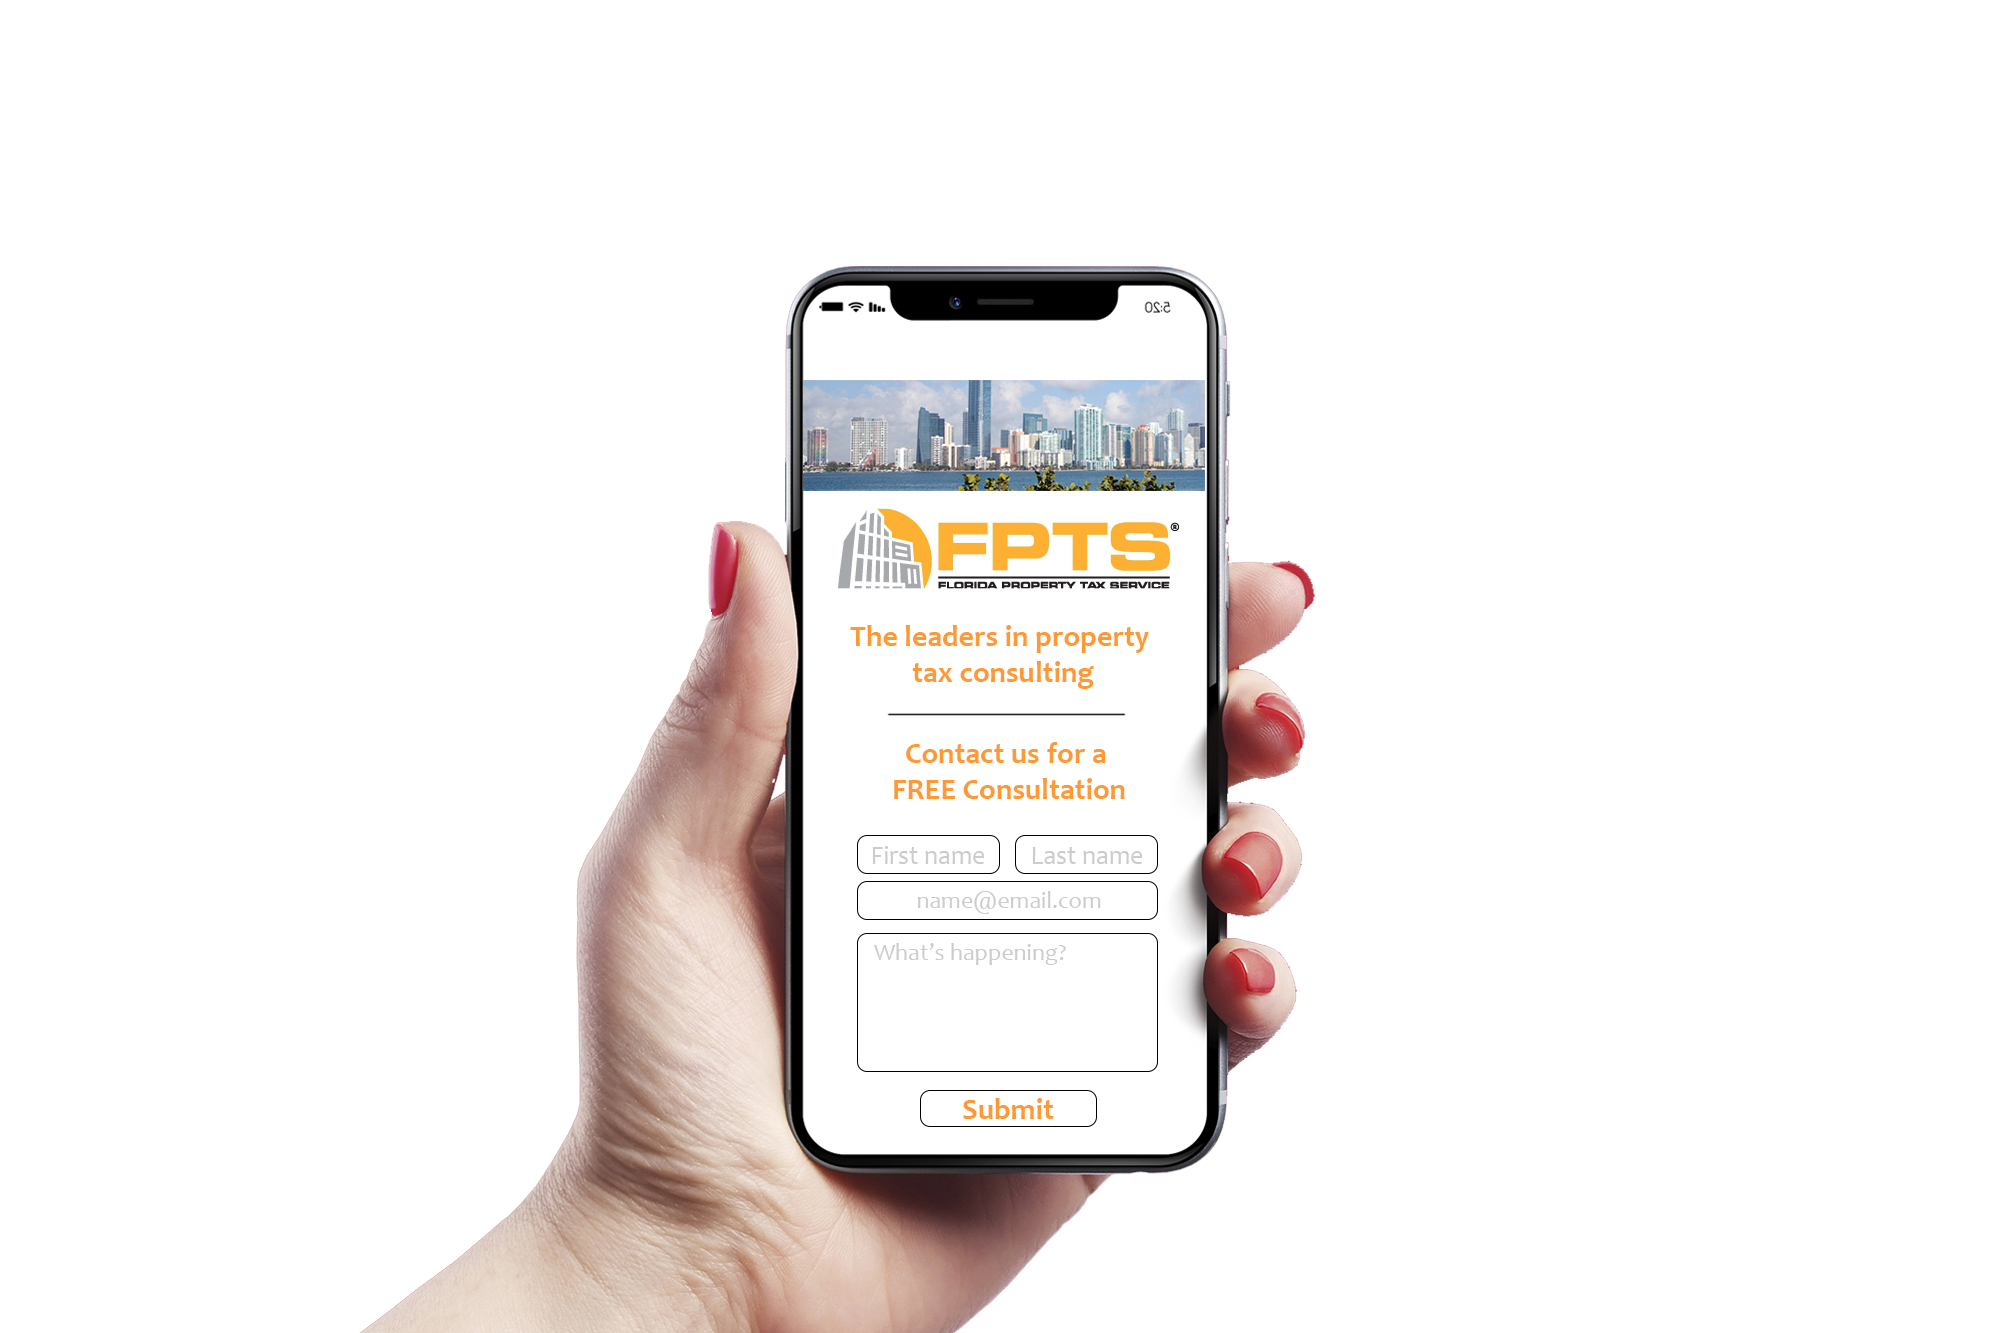 5:20
FPTS®
FLORIDA PROPERTY TAX SERVICE
The leaders in property
tax consulting
Contact us for a
FREE Consultation
First name Last name
name@email.com
What's happening?
Submit